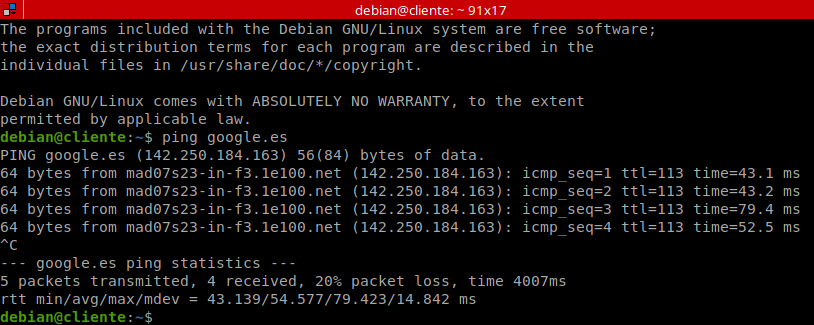 debian@cliente: ~ 91x17
The programs included with the Debian GNU/Linux system are free software;
the exact distribution terms for each program are described in the
individual files in /usr/share/doc/*/copyright.
Debian GNU/Linux comes with ABSOLUTELY NO WARRANTY, to the extent
permitted by applicable law.
debian@cliente:~$ ping google.es
PING google.es (142.250.184.163) 56(84) bytes of data.
64 bytes from mad07s23-in-f3.1e100.net (142.250.184.163): icmp_seq=1 ttl=113 time=43.1 ms
64 bytes from mad07s23-in-f3.1e100.net (142.250.184.163): icmp_seq=2 ttl=113 time=43.2 ms
64 bytes from mad07s23-in-f3.1e100.net (142.250.184.163): icmp_seq=3 ttl=113 time=79.4 ms
64 bytes from mad07s23-in-f3.1e100.net (142.250.184.163): icmp_seq=4 ttl=113 time=52.5 ms
^C
--- google.es ping statistics ---
5 packets transmitted, 4 received, 20% packet loss, time 4007ms
rtt min/avg/max/mdev = 43.139/54.577/79.423/14.842 ms
debian@cliente:~$